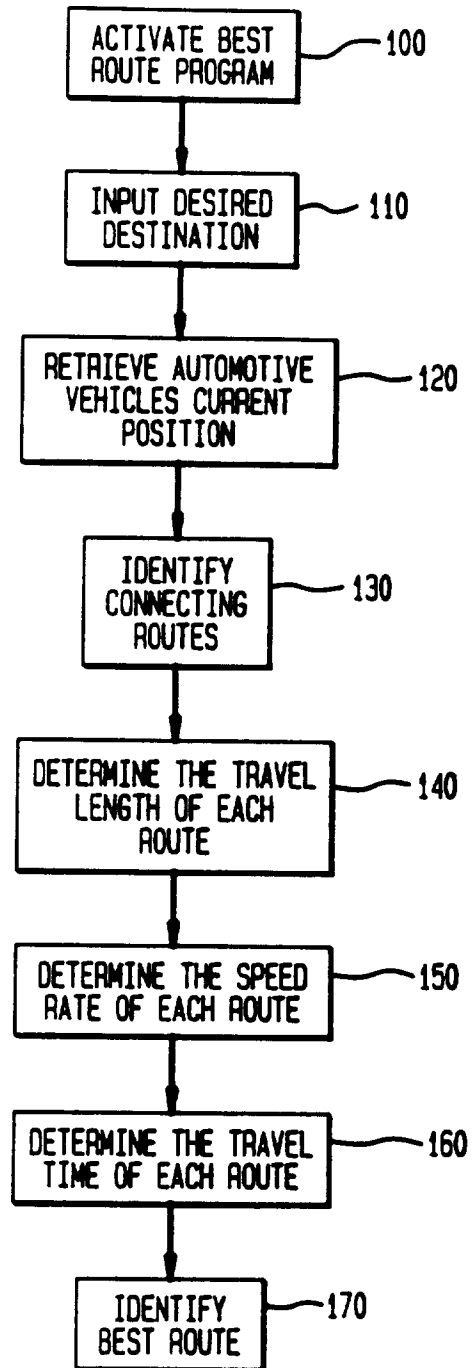 ACTIVATE BEST
ROUTE PROGRAM
100
INPUT DESIRED
DESTINATION
110
RETRIEVE AUTOMOTIVE
VEHICLES CURRENT
POSITION
120
IDENTIFY
CONNECTING
ROUTES
130
DETERMINE THE TRAVEL
LENGTH OF EACH
ROUTE
140
DETERMINE THE SPEED
RATE OF EACH ROUTE
150
DETERMINE THE TRAVEL
TIME OF EACH ROUTE
160
IDENTIFY
BEST ROUTE
170